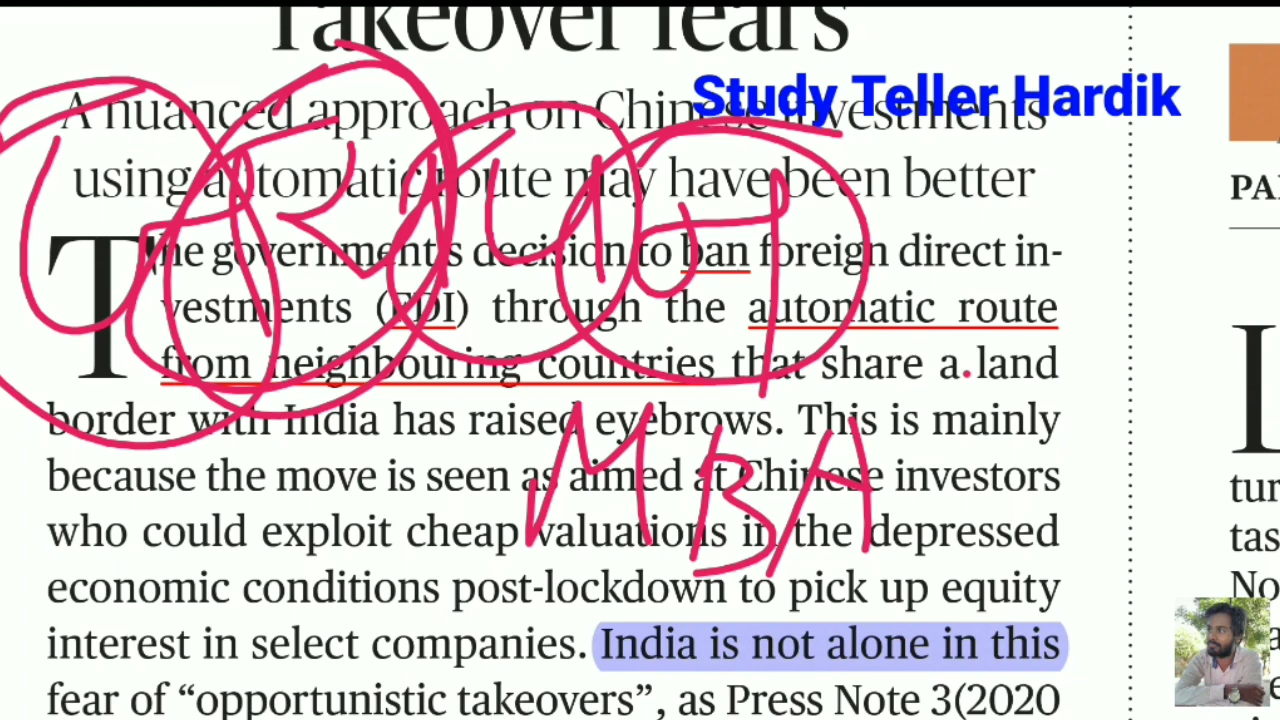 Takeover fears
Study Teller Hardik
A nuanced approach on Chinese investments
using automatic route may have been better
The government's decision to ban foreign direct in-
vestments (FDI) through the automatic route
from neighbouring countries that share a land
border with India has raised eyebrows. This is mainly
because the move is seen as aimed at Chinese investors
who could exploit cheap valuations in the depressed
economic conditions post-lockdown to pick up equity
interest in select companies. India is not alone in this
fear of “opportunistic takeovers”, as Press Note 3(2020
MBA
PA
I
tur
tas
No